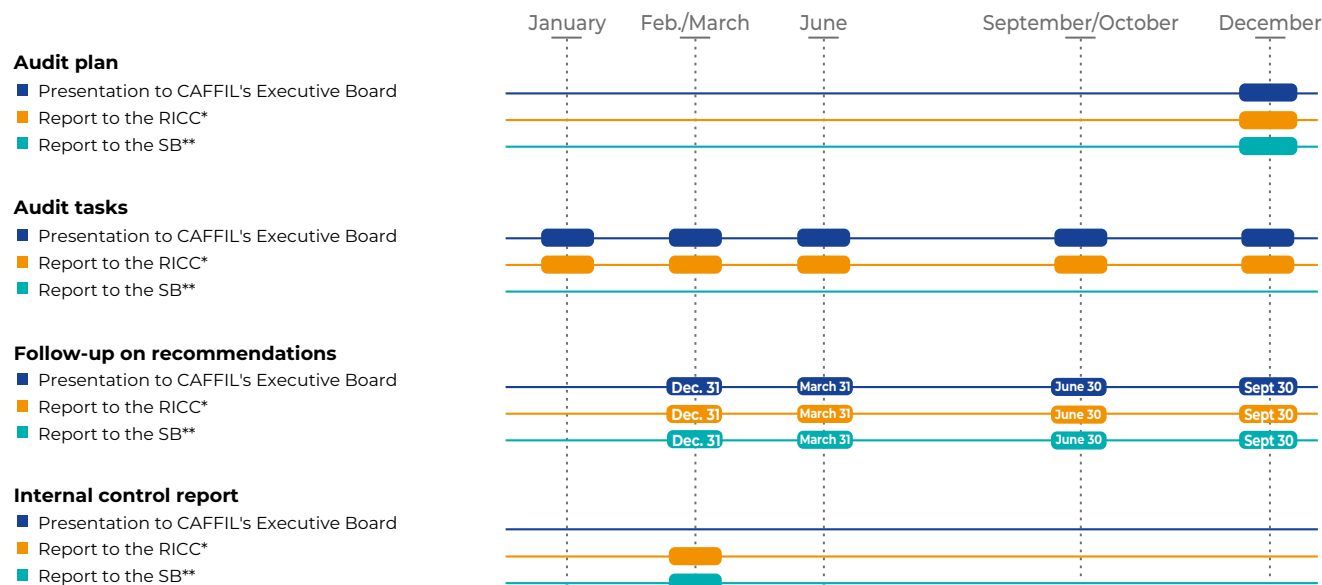 January Feb./March June September/October December
Audit plan
Presentation to CAFFIL's Executive Board
Report to the RICC*
Report to the SB**
Audit tasks
Presentation to CAFFIL's Executive Board
Report to the RICC*
Report to the SB**
Follow-up on recommendations
Presentation to CAFFIL's Executive Board Dec. 31 March 31 June 30 Sept 30
Report to the RICC* Dec. 31 March 31 June 30 Sept 30
Report to the SB** Dec. 31 March 31 June 30 Sept 30
Internal control report
Presentation to CAFFIL's Executive Board
Report to the RICC*
Report to the SB**